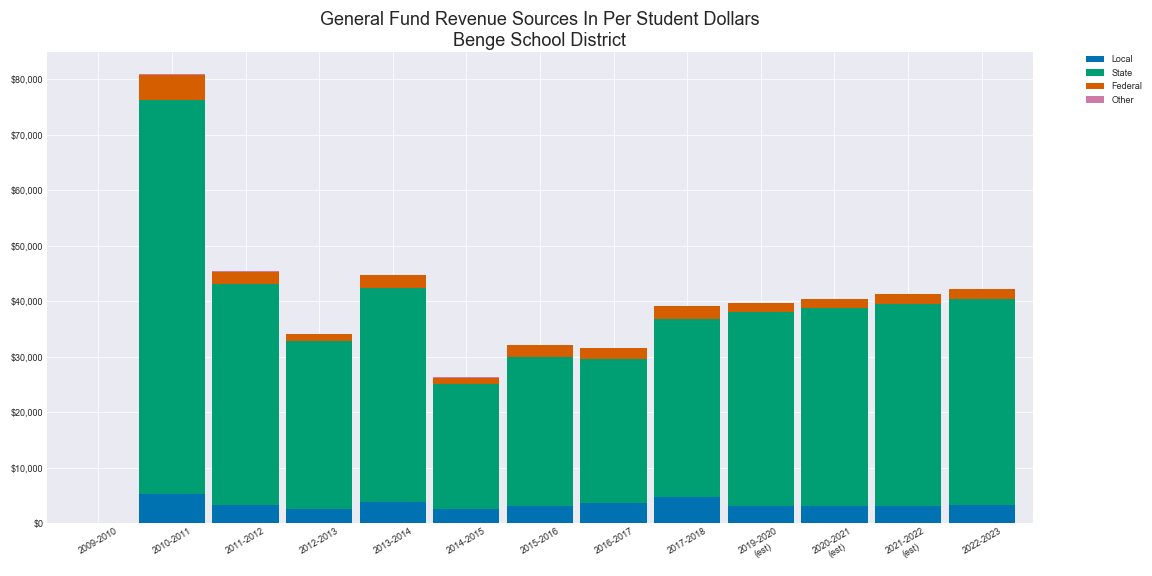 General Fund Revenue Sources In Per Student Dollars
Benge School District
Local
State
Federal
Other
$80,000
$70,000
$60,000
$50,000
$40,000
$30,000
$20,000
$10,000
$0
2009-2010
2010-2011
2011-2012
2012-2013
2013-2014
2014-2015
2015-2016
2016-2017
2017-2018
2019-2020
(est)
2020-2021
(est)
2021-2022
(est)
2022-2023